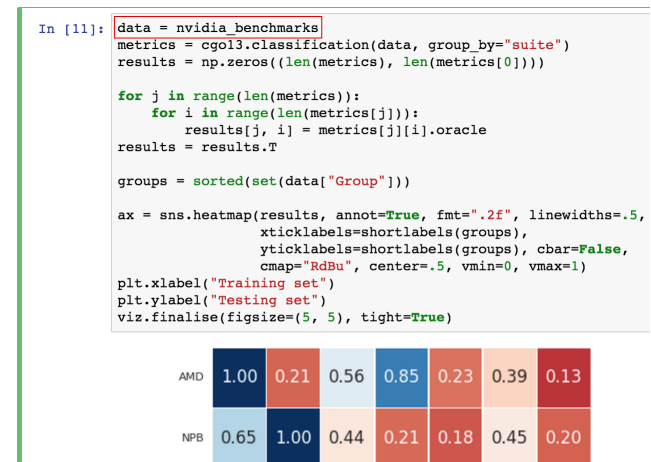 In [11]: data = nvidia_benchmarks
metrics = cgo13.classification(data, group_by="suite")
results = np.zeros((len(metrics), len(metrics[0])))
for j in range(len(metrics)):
for i in range(len(metrics[j])):
results[j, i] = metrics[j][i].oracle
results = results.T
groups = sorted(set(data["Group"]))
ax = sns.heatmap(results, annot=True, fmt=".2f", linewidths=.5,
xticklabels=shortlabels(groups),
yticklabels=shortlabels(groups), cbar=False,
cmap="RdBu", center=.5, vmin=0, vmax=1)
plt.xlabel("Training set")
plt.ylabel("Testing set")
viz.finalise(figsize=(5, 5), tight=True)
AMD 1.00 0.21 0.56 0.85 0.23 0.39 0.13
NPB 0.65 1.00 0.44 0.21 0.18 0.45 0.20